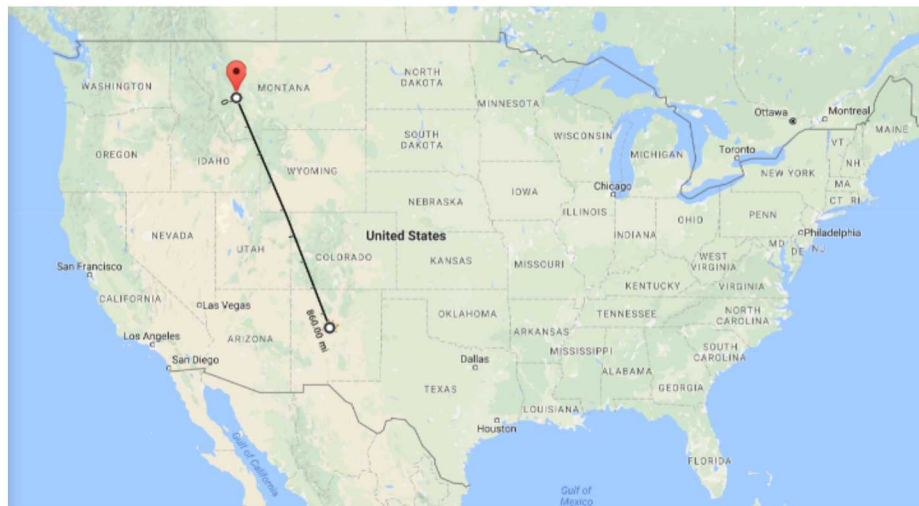 WASHINGTON
MONTANA
NORTH
DAKOTA
MINNESOTA
Ottawa
Montreal
MAINE
OREGON
IDAHO
SOUTH
DAKOTA
WISCONSIN
MICHIGAN
Toronto
VT
NH
WYOMING
NEW YORK
MA
CT RI
IOWA
Chicago
NEBRASKA
ILLINOIS
INDIANA
OHIO
PENN
NEVADA
UTAH
COLORADO
United States
KANSAS
MISSOURI
WEST
VIRGINIA
MD
DE
NJ
Philadelphia
San Francisco
CALIFORNIA
Las Vegas
KENTUCKY
VIRGINIA
0
860.00 mi
OKLAHOMA
TENNESSEE
NORTH
CAROLINA
Los Angeles
ARIZONA
ARKANSAS
SOUTH
CAROLINA
San Diego
Dallas
MISSISSIPPI
ALABAMA
TEXAS
GEORGIA
LOUISIANA
Houston
Gulf of
California
FLORIDA
Gulf of
Mexico